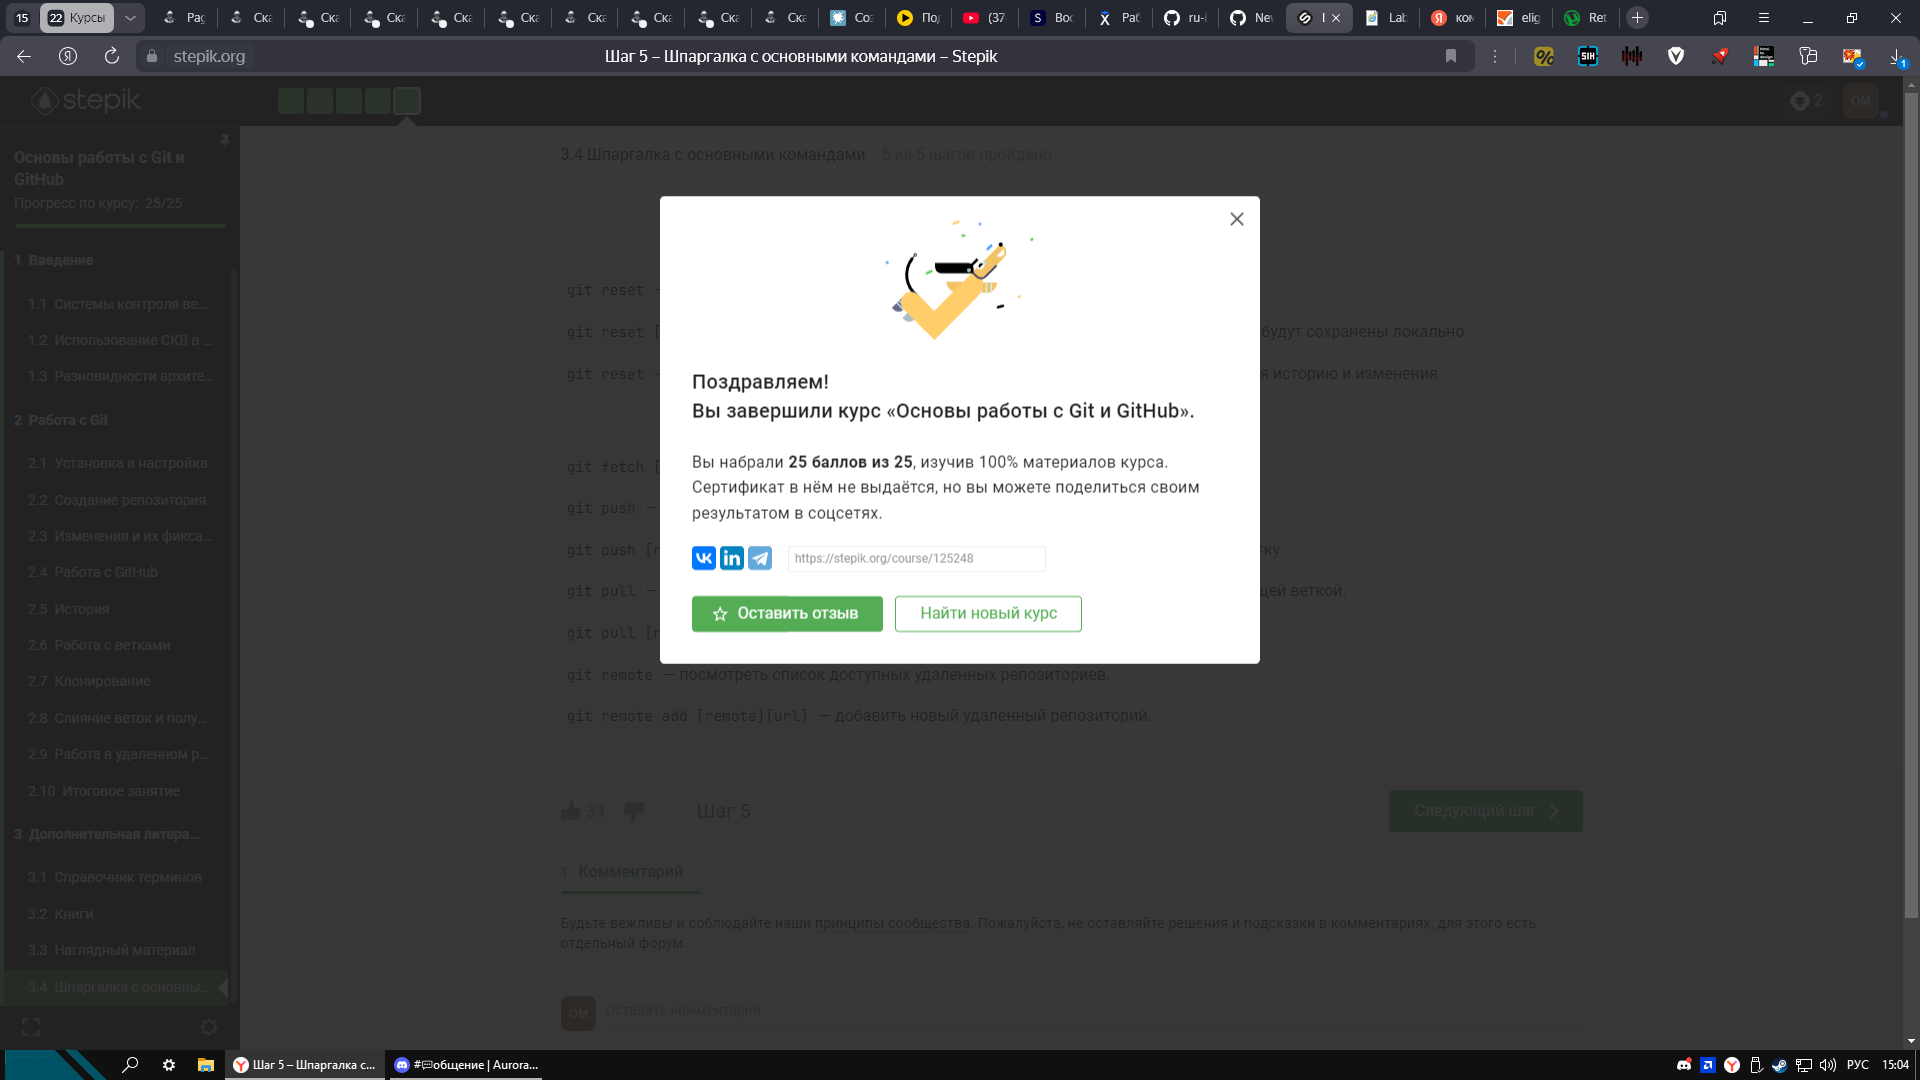 15
22 Курсы
Рад
Ска
Ска
Ска
Ска
Ска
Ска
Ска
Ска
Ска
Соз
Под
(37
Вос
Раб
ru-i
Nev
Lab
ком
elig
Ret
stepik.org
Шаг 5 – Шпаргалка с основными командами – Stepik
1
stepik
2
ОМ
Основы работы с Git и
GitHub
Прогресс по курсу: 25/25
1 Введение
1.1 Системы контроля ве...
1.2 Использование СКВ в ...
1.3 Разновидности архите...
2 Работа с Git
2.1 Установка и настройка
2.2 Создание репозитория
2.3 Изменения и их фикса...
2.4 Работа с GitHub
2.5 История
2.6 Работа с ветками
2.7 Клонирование
2.8 Слияние веток и полу...
2.9 Работа в удаленном р...
2.10 Итоговое занятие
3 Дополнительная литера...
3.1 Справочник терминов
3.2 Книги
3.3 Наглядный материал
3.4 Шпаргалка с основны...
3.4 Шпаргалка с основными командами 5 из 5 шагов пройдено
git reset —
git reset [ будут сохранены локально.
git reset - я историю и изменения.
git fetch [
git push —
git push [r тку.
git pull — щей веткой.
git pull [r
git remote — посмотреть список доступных удаленных репозиториев.
git remote add [remote][url] — добавить новый удаленный репозиторий.
Поздравляем!
Вы завершили курс «Основы работы с Git и GitHub».
Вы набрали 25 баллов из 25, изучив 100% материалов курса.
Сертификат в нём не выдаётся, но вы можете поделиться своим
результатом в соцсетях.
https://stepik.org/course/125248
Оставить отзыв
Найти новый курс
33
Шаг 5
Следующий шаг
1 Комментарий
Будьте вежливы и соблюдайте наши принципы сообщества. Пожалуйста, не оставляйте решения и подсказки в комментариях, для этого есть
отдельный форум.
ОМ
Оставить комментарий
Шаг 5 – Шпаргалка с...
#💬общение | Aurora...
РУС
15:04